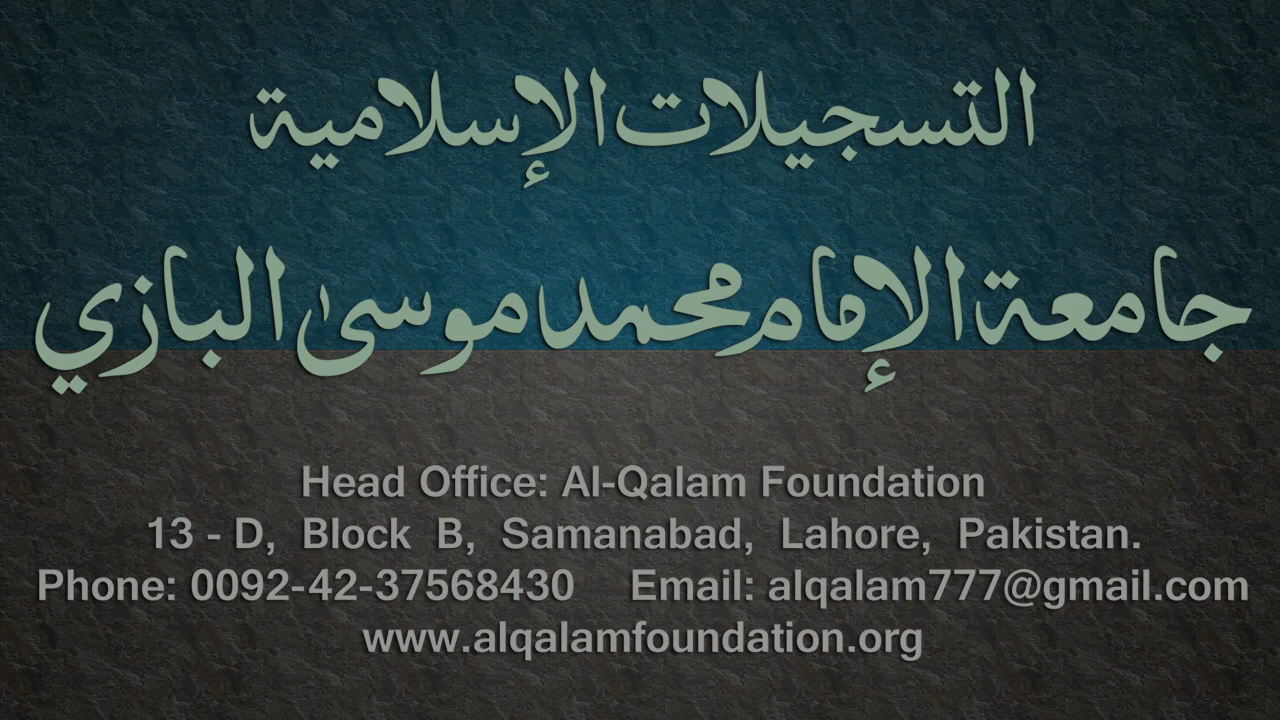 التسجيلات الإسلامية
جامعة الإمام محمد موسىٰ البازي
Head Office: Al-Qalam Foundation
13 - D, Block B, Samanabad, Lahore, Pakistan.
Phone: 0092-42-37568430 Email: alqalam777@gmail.com
www.alqalamfoundation.org